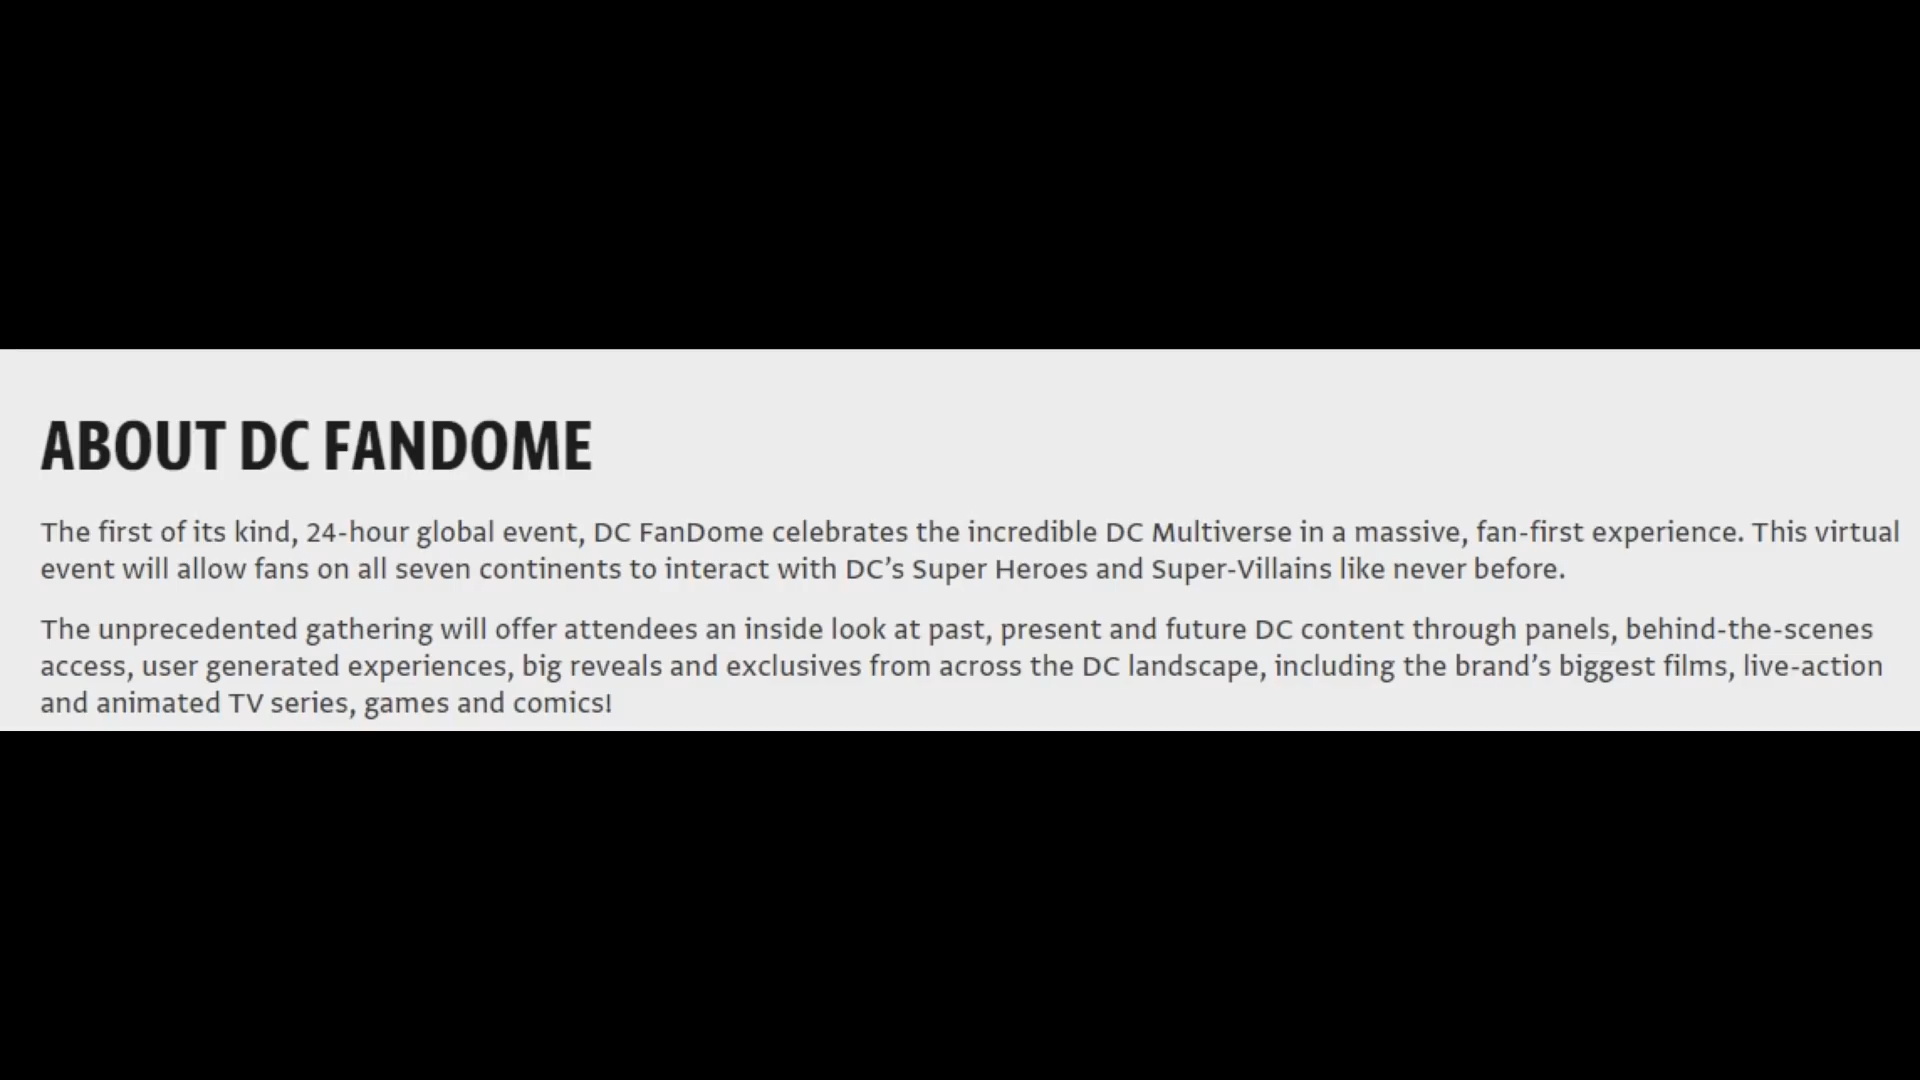 ABOUT DC FANDOME
The first of its kind, 24-hour global event, DC FanDome celebrates the incredible DC Multiverse in a massive, fan-first experience. This virtual
event will allow fans on all seven continents to interact with DC’s Super Heroes and Super-Villains like never before.
The unprecedented gathering will offer attendees an inside look at past, present and future DC content through panels, behind-the-scenes
access, user generated experiences, big reveals and exclusives from across the DC landscape, including the brand’s biggest films, live-action
and animated TV series, games and comics!